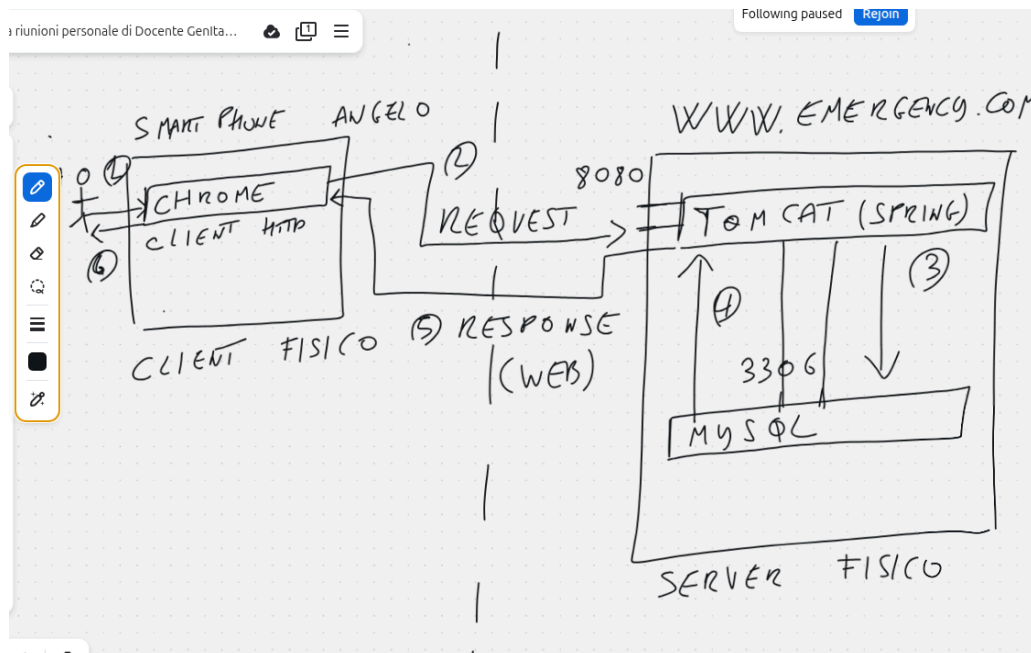 a riunioni personale di Docente GenIta...
1
Following paused
Rejoin
SMART PHONE ANGELO
WWW.EMERGENCY.COM
1
2
CHROME
CLIENT HTTP
8080
REQUEST
TOMCAT (SPRING)
6
3
4
5 RESPONSE
(WEB)
CLIENT FISICO
3306
MYSQL
SERVER FISICO